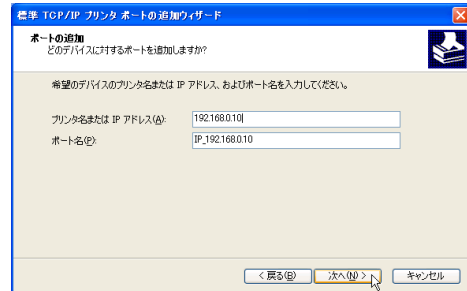 標準 TCP/IP プリンタ ポートの追加ウィザード
ポートの追加
どのデバイスに対するポートを追加しますか?
希望のデバイスのプリンタ名または IP アドレス、およびポート名を入力してください。
プリンタ名または IP アドレス(A): 192.168.0.10
ポート名(P): IP_192.168.0.10
< 戻る(B) 次へ(N) > キャンセル